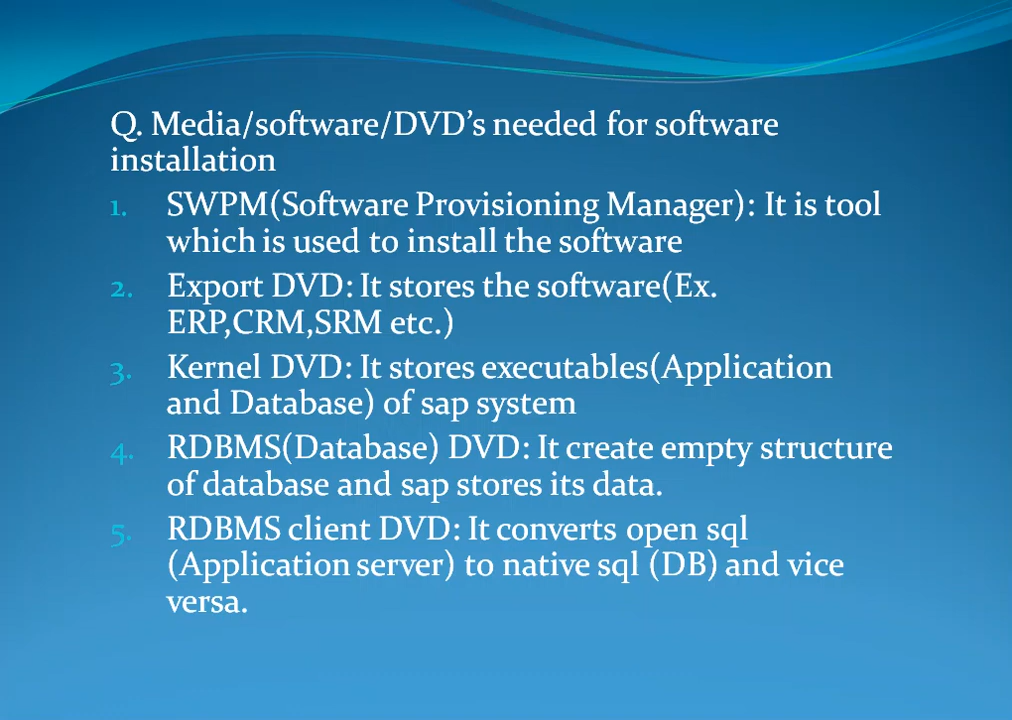 Q. Media/software/DVD’s needed for software
installation
1. SWPM(Software Provisioning Manager): It is tool
which is used to install the software
2. Export DVD: It stores the software(Ex.
ERP,CRM,SRM etc.)
3. Kernel DVD: It stores executables(Application
and Database) of sap system
4. RDBMS(Database) DVD: It create empty structure
of database and sap stores its data.
5. RDBMS client DVD: It converts open sql
(Application server) to native sql (DB) and vice
versa.